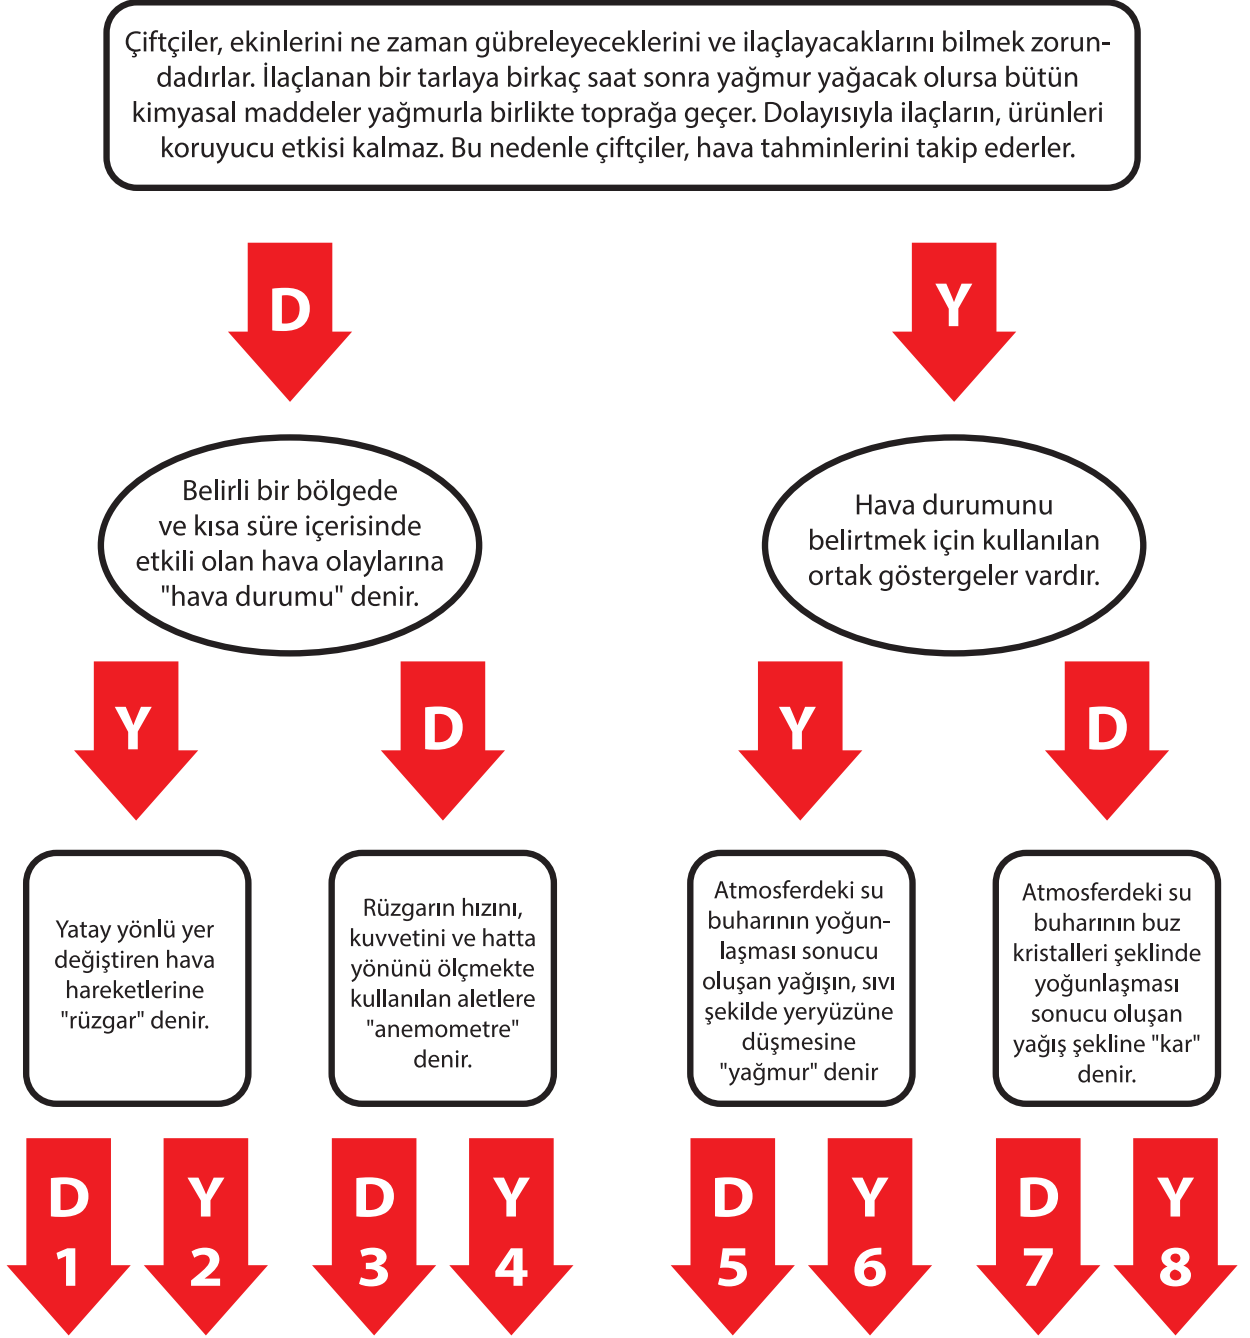 Çiftçiler, ekinlerini ne zaman gübreleyeceklerini ve ilaçlayacaklarını bilmek zorun-
dadırlar. İlaçlanan bir tarlaya birkaç saat sonra yağmur yağacak olursa bütün
kimyasal maddeler yağmurla birlikte toprağa geçer. Dolayısıyla ilaçların, ürünleri
koruyucu etkisi kalmaz. Bu nedenle çiftçiler, hava tahminlerini takip ederler.
D
Y
Belirli bir bölgede
ve kısa süre içerisinde
etkili olan hava olaylarına
"hava durumu" denir.
Hava durumunu
belirtmek için kullanılan
ortak göstergeler vardır.
Y
D
Y
D
Yatay yönlü yer
değiştiren hava
hareketlerine
"rüzgar" denir.
Rüzgarın hızını,
kuvvetini ve hatta
yönünü ölçmekte
kullanılan aletlere
"anemometre"
denir.
Atmosferdeki su
buharının yoğun-
laşması sonucu
oluşan yağışın, sıvı
şekilde yeryüzüne
düşmesine
"yağmur" denir
Atmosferdeki su
buharının buz
kristalleri şeklinde
yoğunlaşması
sonucu oluşan
yağış şekline "kar"
denir.
D
1
Y
2
D
3
Y
4
D
5
Y
6
D
7
Y
8